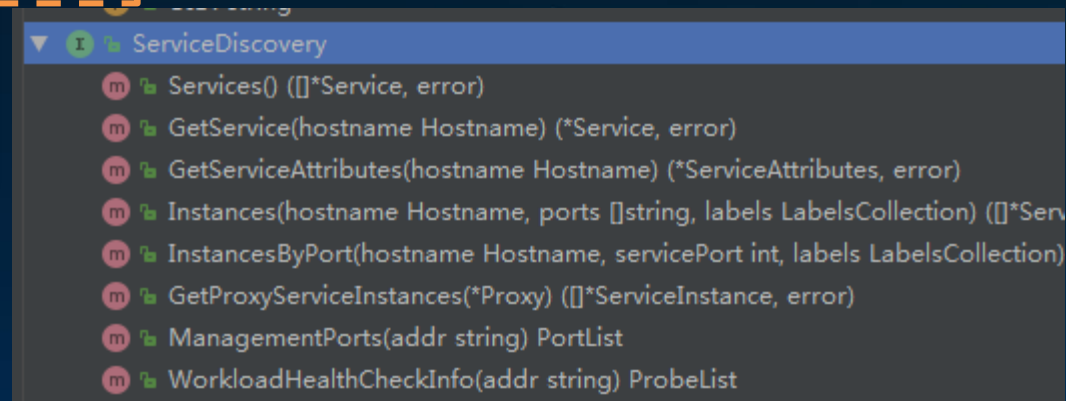 ServiceDiscovery
Services() ([]*Service, error)
GetService(hostname Hostname) (*Service, error)
GetServiceAttributes(hostname Hostname) (*ServiceAttributes, error)
Instances(hostname Hostname, ports []string, labels LabelsCollection) ([]*Serv
InstancesByPort(hostname Hostname, servicePort int, labels LabelsCollection)
GetProxyServiceInstances(*Proxy) ([]*ServiceInstance, error)
ManagementPorts(addr string) PortList
WorkloadHealthCheckInfo(addr string) ProbeList